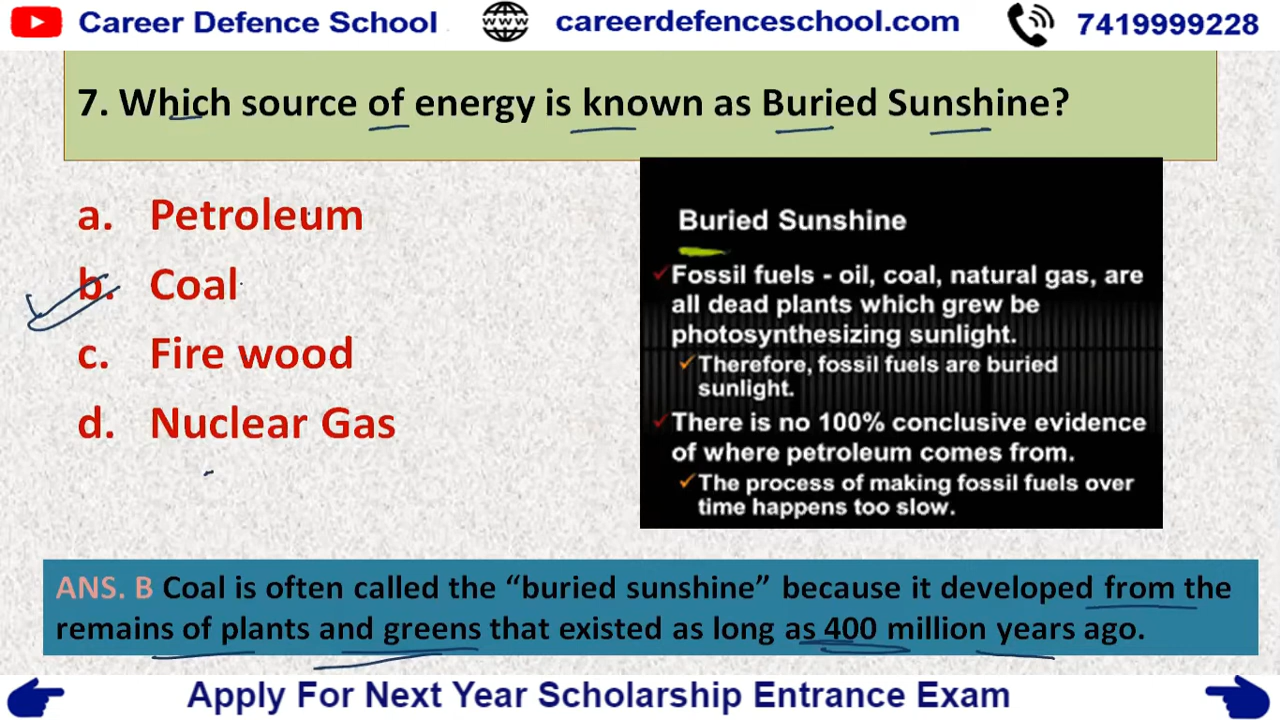 Career Defence School
www
careerdefenceschool.com
7419999228
7. Which source of energy is known as Buried Sunshine?
a. Petroleum
b. Coal
c. Fire wood
d. Nuclear Gas
Buried Sunshine
Fossil fuels - oil, coal, natural gas, are
all dead plants which grew be
photosynthesizing sunlight.
Therefore, fossil fuels are buried
sunlight.
There is no 100% conclusive evidence
of where petroleum comes from.
The process of making fossil fuels over
time happens too slow.
ANS. B Coal is often called the “buried sunshine” because it developed from the
remains of plants and greens that existed as long as 400 million years ago.
Apply For Next Year Scholarship Entrance Exam